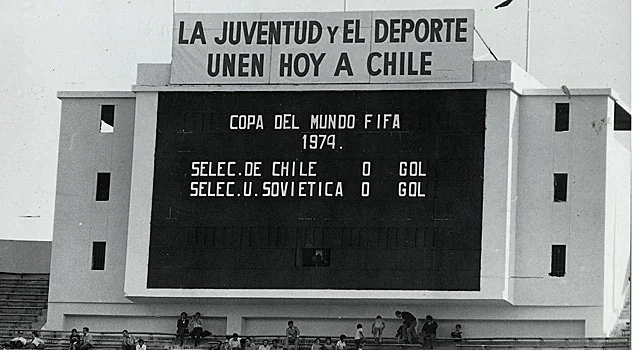 LA JUVENTUD Y EL DEPORTE
UNEN HOY A CHILE
COPA DEL MUNDO FIFA
1974.
SELEC.DE CHILE 0 GOL
SELEC.U.SOVIETICA 0 GOL